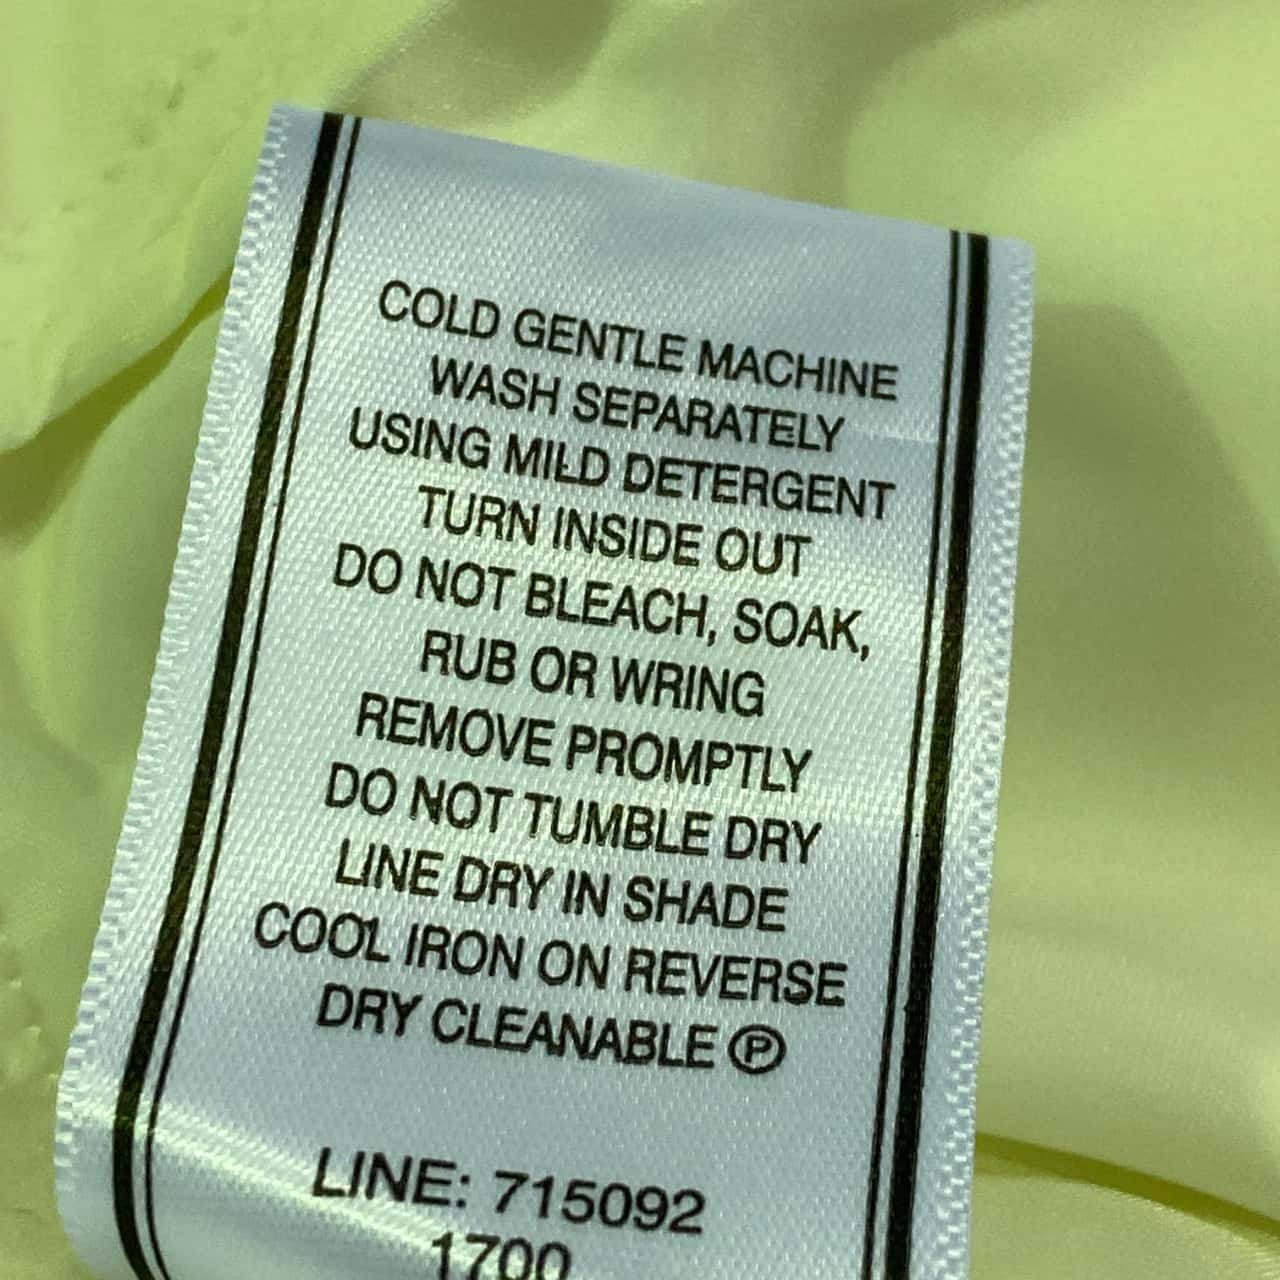 COLD GENTLE MACHINE
WASH SEPARATELY
USING MILD DETERGENT
TURN INSIDE OUT
DO NOT BLEACH, SOAK,
RUB OR WRING
REMOVE PROMPTLY
DO NOT TUMBLE DRY
LINE DRY IN SHADE
COOL IRON ON REVERSE
DRY CLEANABLE Ⓟ
LINE: 715092
1700